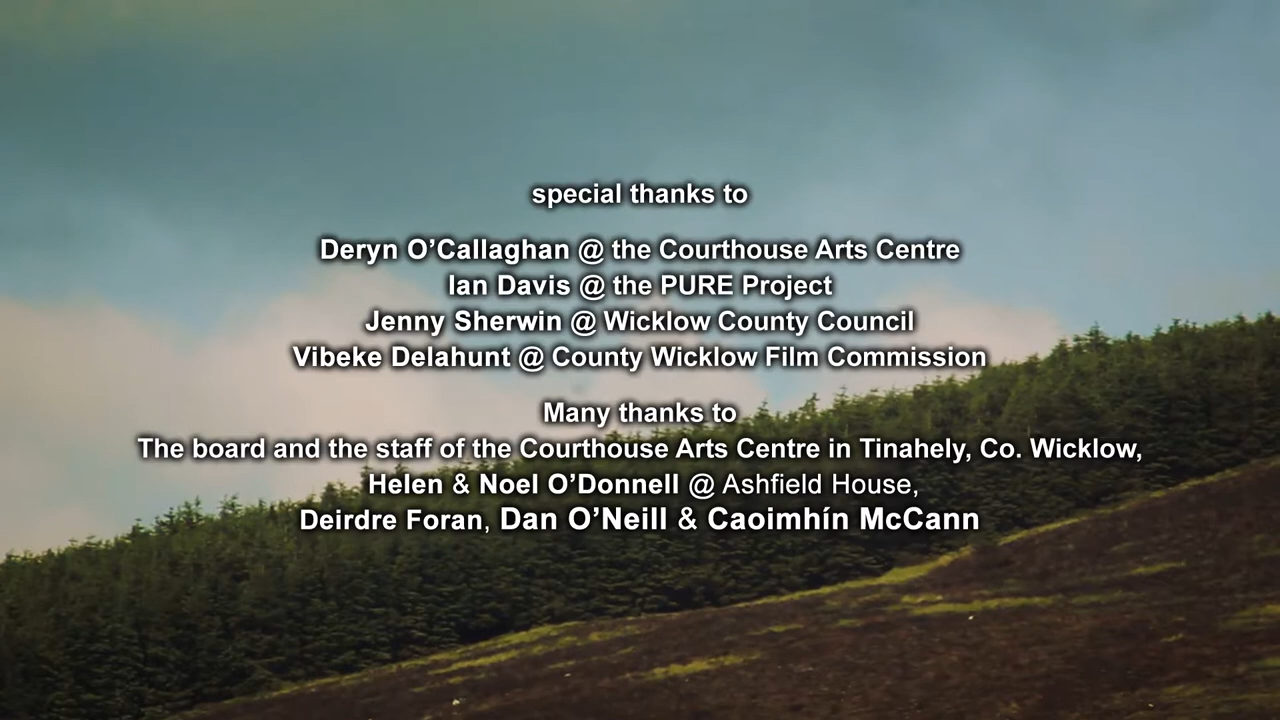 special thanks to
Deryn O’Callaghan @ the Courthouse Arts Centre
Ian Davis @ the PURE Project
Jenny Sherwin @ Wicklow County Council
Vibeke Delahunt @ County Wicklow Film Commission
Many thanks to
The board and the staff of the Courthouse Arts Centre in Tinahely, Co. Wicklow,
Helen & Noel O’Donnell @ Ashfield House,
Deirdre Foran, Dan O’Neill & Caoimhín McCann